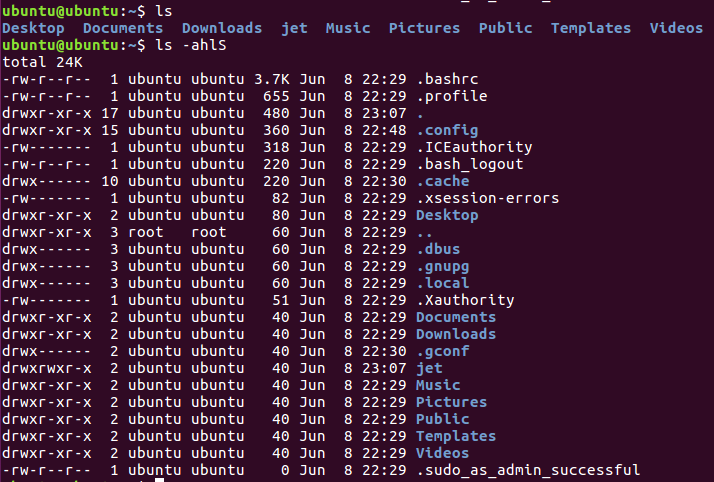 ubuntu@ubuntu:~$ ls
Desktop  Documents  Downloads  jet  Music  Pictures  Public  Templates  Videos
ubuntu@ubuntu:~$ ls -ahlS
total 24K
-rw-r--r--  1 ubuntu ubuntu 3.7K Jun  8 22:29 .bashrc
-rw-r--r--  1 ubuntu ubuntu  655 Jun  8 22:29 .profile
drwxr-xr-x 17 ubuntu ubuntu  480 Jun  8 23:07 .
drwxr-xr-x 15 ubuntu ubuntu  360 Jun  8 22:48 .config
-rw-------  1 ubuntu ubuntu  318 Jun  8 22:29 .ICEauthority
-rw-r--r--  1 ubuntu ubuntu  220 Jun  8 22:29 .bash_logout
drwx------ 10 ubuntu ubuntu  220 Jun  8 22:30 .cache
-rw-------  1 ubuntu ubuntu   82 Jun  8 22:29 .xsession-errors
drwxr-xr-x  2 ubuntu ubuntu   80 Jun  8 22:29 Desktop
drwxr-xr-x  3 root   root     60 Jun  8 22:29 ..
drwx------  3 ubuntu ubuntu   60 Jun  8 22:29 .dbus
drwx------  3 ubuntu ubuntu   60 Jun  8 22:29 .gnupg
drwx------  3 ubuntu ubuntu   60 Jun  8 22:29 .local
-rw-------  1 ubuntu ubuntu   51 Jun  8 22:29 .Xauthority
drwxr-xr-x  2 ubuntu ubuntu   40 Jun  8 22:29 Documents
drwxr-xr-x  2 ubuntu ubuntu   40 Jun  8 22:29 Downloads
drwx------  2 ubuntu ubuntu   40 Jun  8 22:30 .gconf
drwxrwxr-x  2 ubuntu ubuntu   40 Jun  8 23:07 jet
drwxr-xr-x  2 ubuntu ubuntu   40 Jun  8 22:29 Music
drwxr-xr-x  2 ubuntu ubuntu   40 Jun  8 22:29 Pictures
drwxr-xr-x  2 ubuntu ubuntu   40 Jun  8 22:29 Public
drwxr-xr-x  2 ubuntu ubuntu   40 Jun  8 22:29 Templates
drwxr-xr-x  2 ubuntu ubuntu   40 Jun  8 22:29 Videos
-rw-r--r--  1 ubuntu ubuntu    0 Jun  8 22:29 .sudo_as_admin_successful